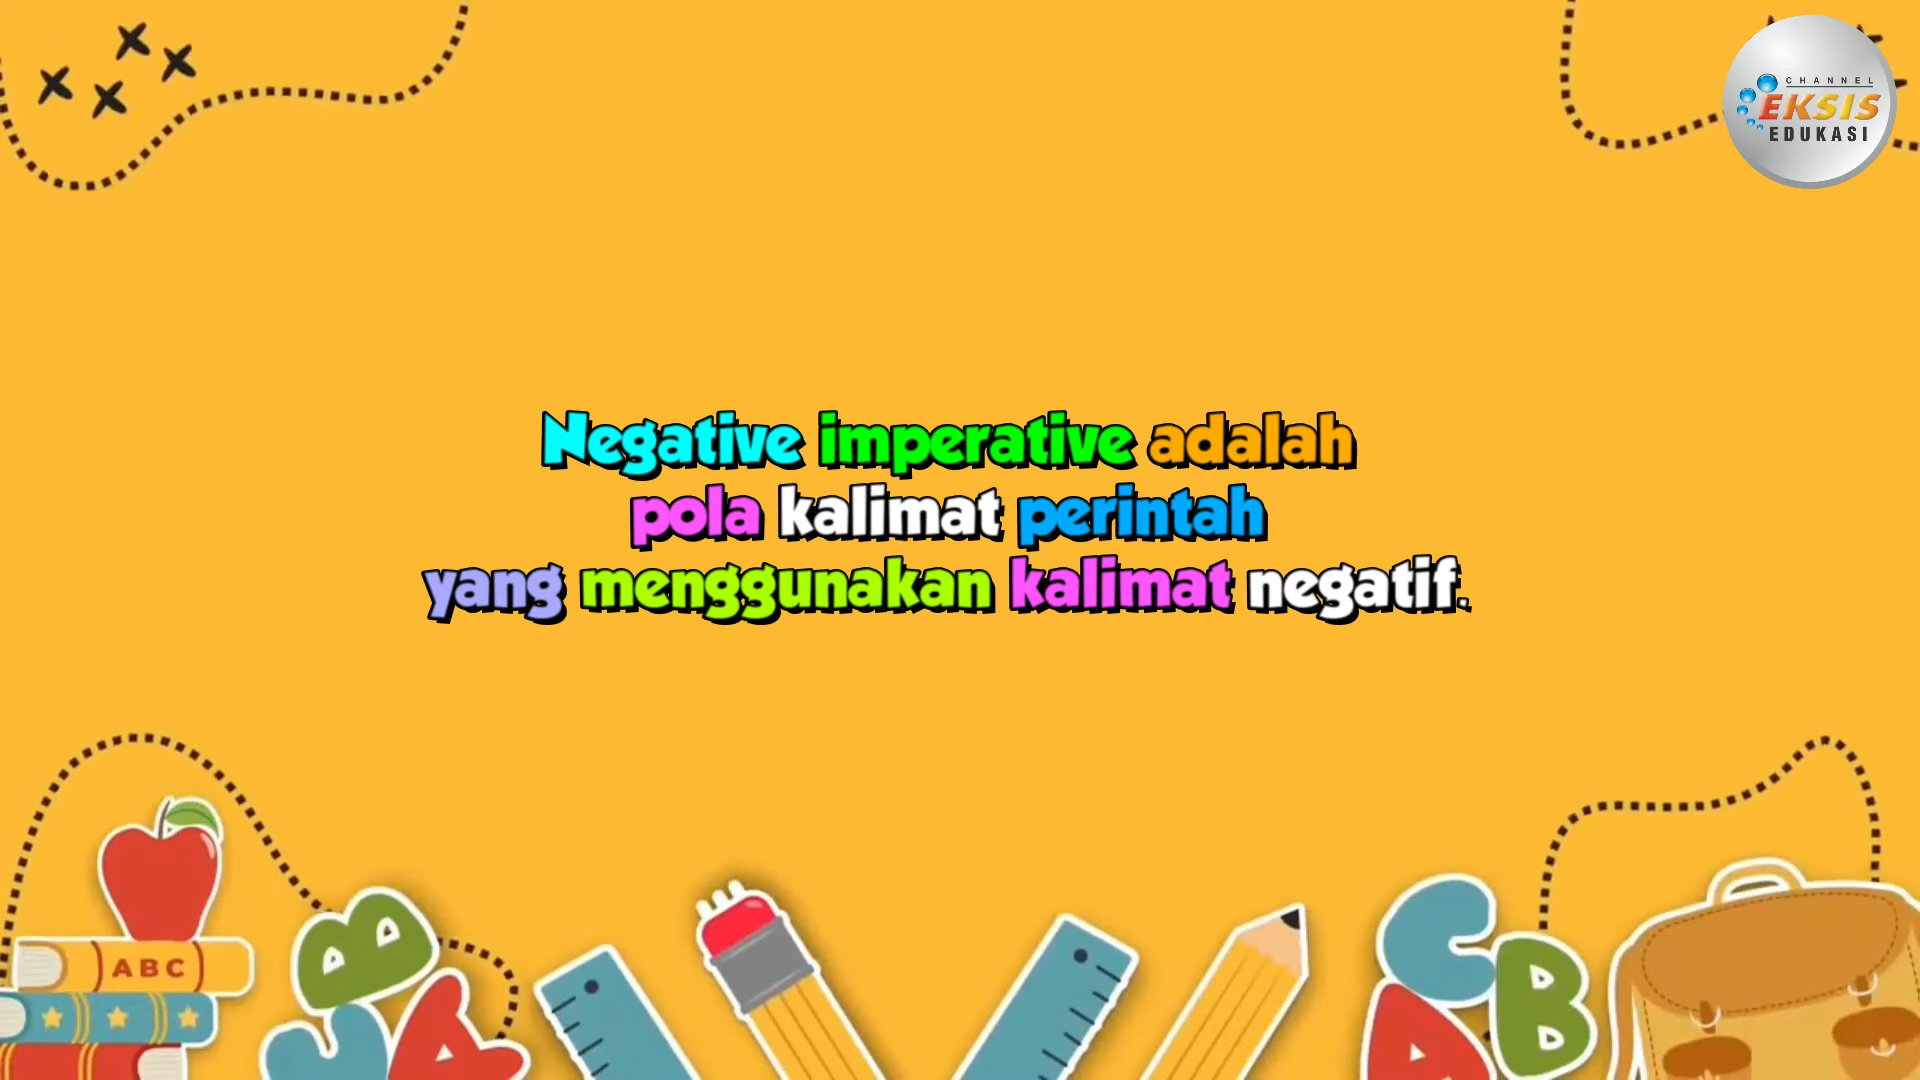 CHANNEL
EKSIS
EDUKASI
Negative imperative adalah
pola kalimat perintah
yang menggunakan kalimat negatif.
ABC
B
C
A
C
B
A